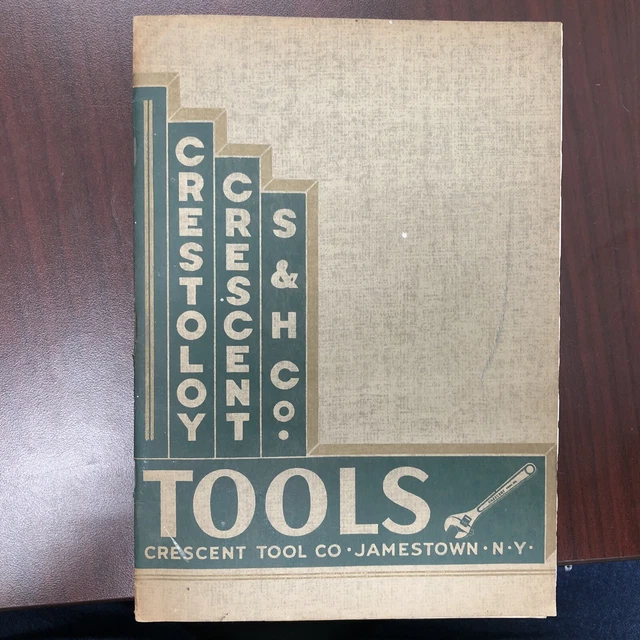 CRESTOLOY
CRESCENT
S & H Co.
TOOLS
CRESCENT TOOL CO · JAMESTOWN · N · Y ·